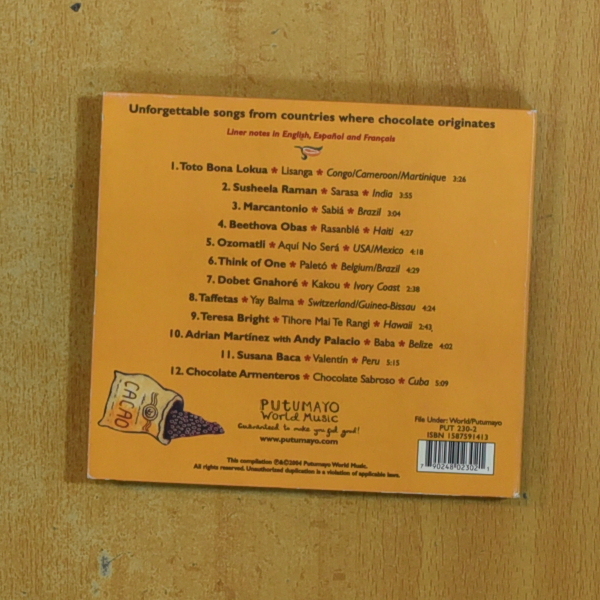 Unforgettable songs from countries where chocolate originates
Liner notes in English, Español and Français
1. Toto Bona Lokua ★ Lisanga ★ Congo/Cameroon/Martinique 3:26
2. Susheela Raman ★ Sarasa ★ India 3:55
3. Marcantonio ★ Sabiá ★ Brazil 3:04
4. Beethova Obas ★ Rasanblé ★ Haiti 4:27
5. Ozomatli ★ Aquí No Será ★ USA/Mexico 4:18
6. Think of One ★ Paletó ★ Belgium/Brazil 4:29
7. Dobet Gnahoré ★ Kakou ★ Ivory Coast 2:38
8. Taffetas ★ Yay Balma ★ Switzerland/Guinea-Bissau 4:24
9. Teresa Bright ★ Tihore Mai Te Rangi ★ Hawaii 2:43
10. Adrian Martínez with Andy Palacio ★ Baba ★ Belize 4:02
11. Susana Baca ★ Valentín ★ Peru 5:15
12. Chocolate Armenteros ★ Chocolate Sabroso ★ Cuba 5:09
CACAO
PUTUMAYO
World Music
Guaranteed to make you feel good!
www.putumayo.com
File Under: World/Putumayo
PUT 230-2
ISBN 1587591413
7 90248 02302 1
This compilation ℗&©2004 Putumayo World Music.
All rights reserved. Unauthorized duplication is a violation of applicable laws.